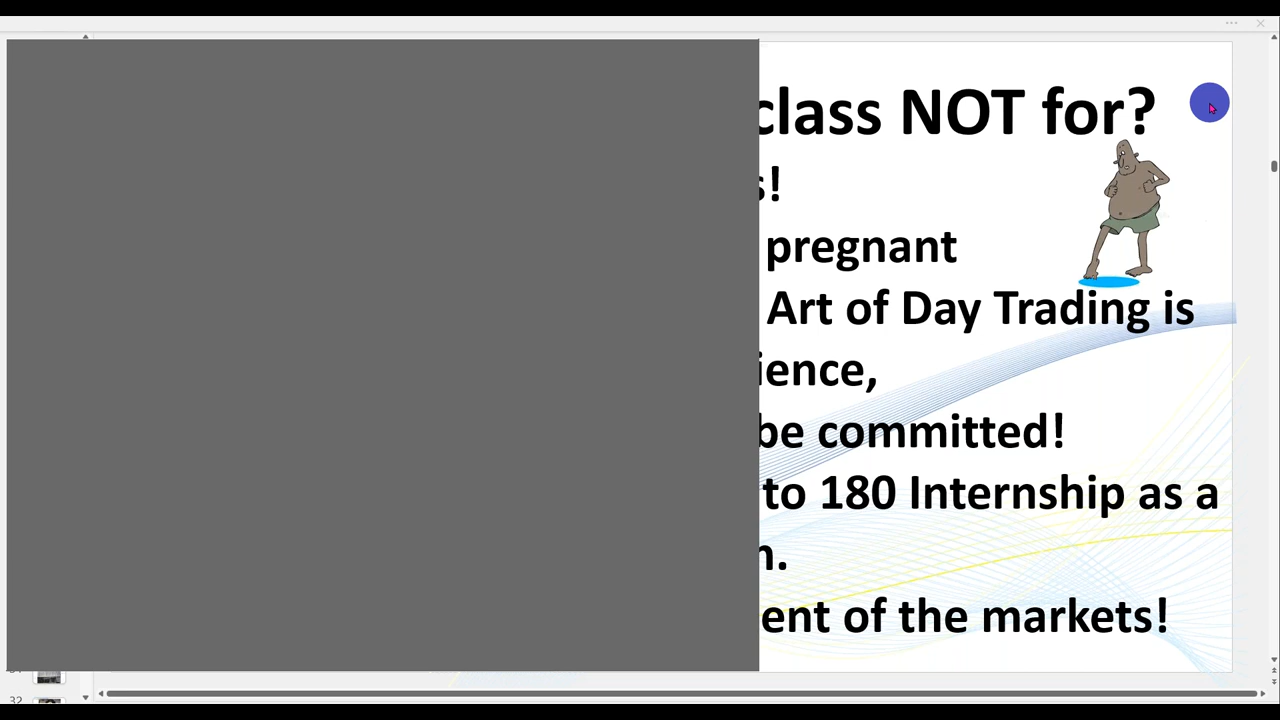 class NOT for?
s!
pregnant
Art of Day Trading is
ience,
be committed!
to 180 Internship as a
n.
ent of the markets!
32